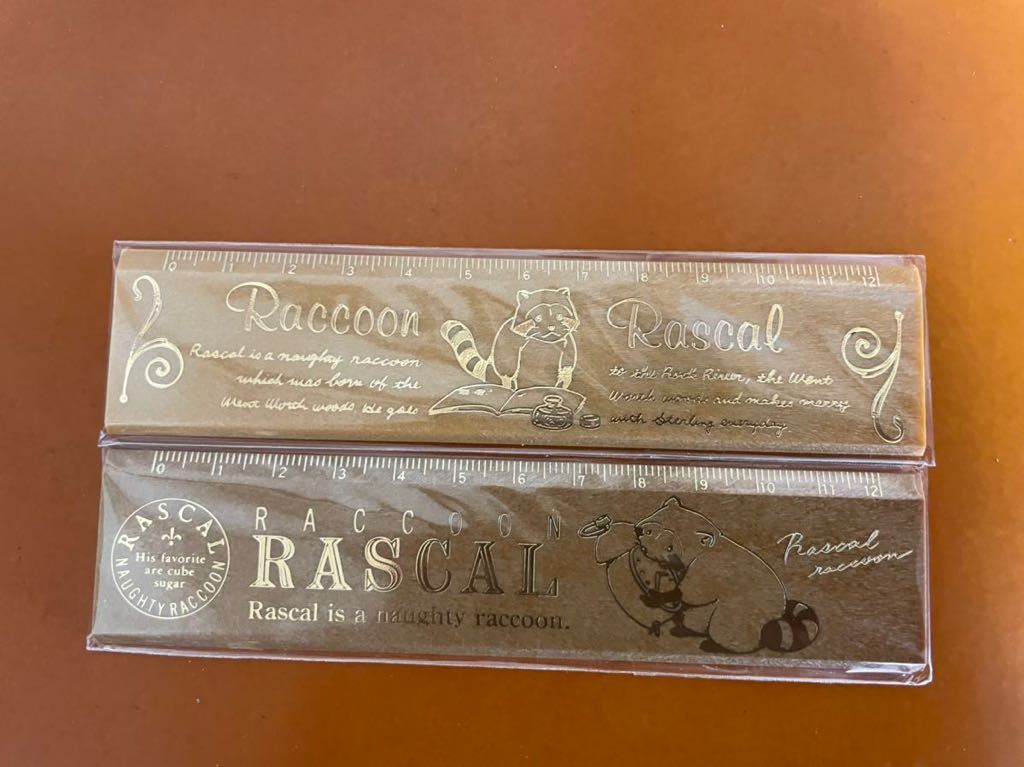 0 1 2 3 4 5 6 7 8 9 10 11 12
Raccoon Rascal
Rascal is a naughty raccoon
which was born of the
Went Worth woods. He goes
to the Rock River, the Went
Worth woods and makes marry
with Sterling everyday.
0 1 2 3 4 5 6 7 8 9 10 11 12
RASCAL
His favorite
are cube
sugar
NAUGHTY RACCOON
RACCOON
RASCAL
Rascal is a naughty raccoon.
Rascal
raccoon